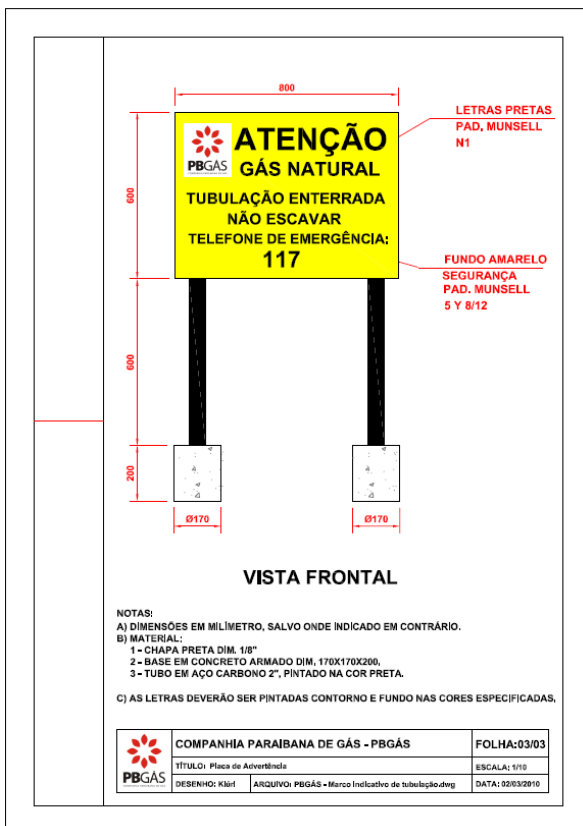 800
LETRAS PRETAS
PAD. MUNSELL
N1
PBGÁS
ATENÇÃO
GÁS NATURAL
TUBULAÇÃO ENTERRADA
NÃO ESCAVAR
TELEFONE DE EMERGÊNCIA:
117
600
FUNDO AMARELO
SEGURANÇA
PAD. MUNSELL
5 Y 8/12
600
200
Ø170
Ø170
VISTA FRONTAL
NOTAS:
A) DIMENSÕES EM MILÍMETRO, SALVO ONDE INDICADO EM CONTRÁRIO.
B) MATERIAL:
1 - CHAPA PRETA DIM. 1/8"
2 - BASE EM CONCRETO ARMADO DIM. 170X170X200.
3 - TUBO EM AÇO CARBONO 2", PINTADO NA COR PRETA.
C) AS LETRAS DEVERÃO SER PINTADAS CONTORNO E FUNDO NAS CORES ESPECIFICADAS.
PBGÁS
COMPANHIA PARAIBANA DE GÁS - PBGÁS
FOLHA:03/03
TÍTULO: Placa de Advertência
ESCALA: 1/10
DESENHO: Kiúrl
ARQUIVO: PBGÁS - Marco indicativo de tubulação.dwg
DATA: 02/03/2010